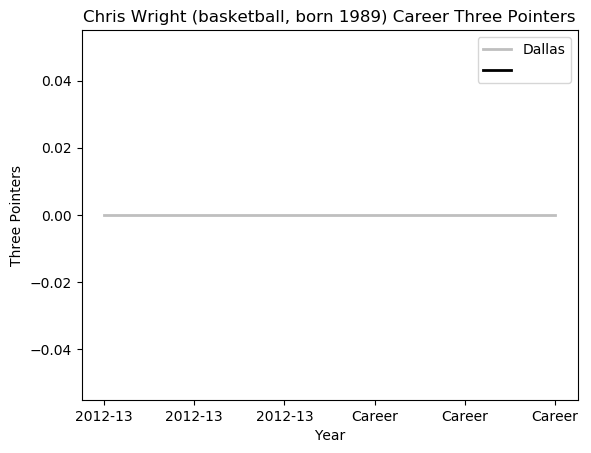 Chris Wright (basketball, born 1989) Career Three Pointers
Dallas
0.04
0.02
0.00
−0.02
−0.04
Three Pointers
2012-13 2012-13 2012-13 Career Career Career
Year